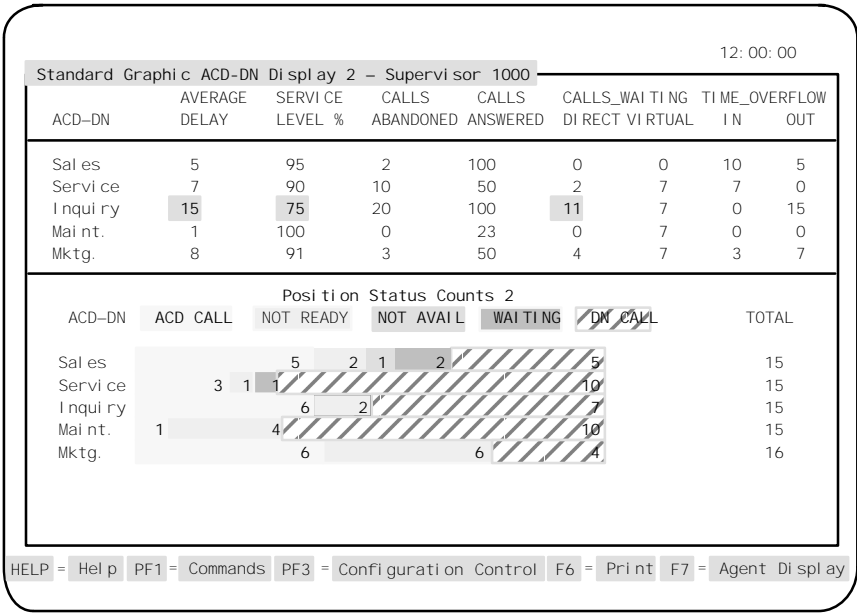 12:00:00
Standard Graphic ACD-DN Display 2 – Supervisor 1000
AVERAGE SERVICE CALLS CALLS CALLS_WAITING TIME_OVERFLOW
ACD–DN DELAY LEVEL % ABANDONED ANSWERED DIRECT VIRTUAL IN OUT
Sales 5 95 2 100 0 0 10 5
Service 7 90 10 50 2 7 7 0
Inquiry 15 75 20 100 11 7 0 15
Maint. 1 100 0 23 0 7 0 0
Mktg. 8 91 3 50 4 7 3 7
Position Status Counts 2
ACD–DN ACD CALL NOT READY NOT AVAIL WAITING DN CALL TOTAL
Sales 5 2 1 2 5 15
Service 3 1 1 10 15
Inquiry 6 2 7 15
Maint. 1 4 10 15
Mktg. 6 6 4 16
HELP = Help PF1 = Commands PF3 = Configuration Control F6 = Print F7 = Agent Display